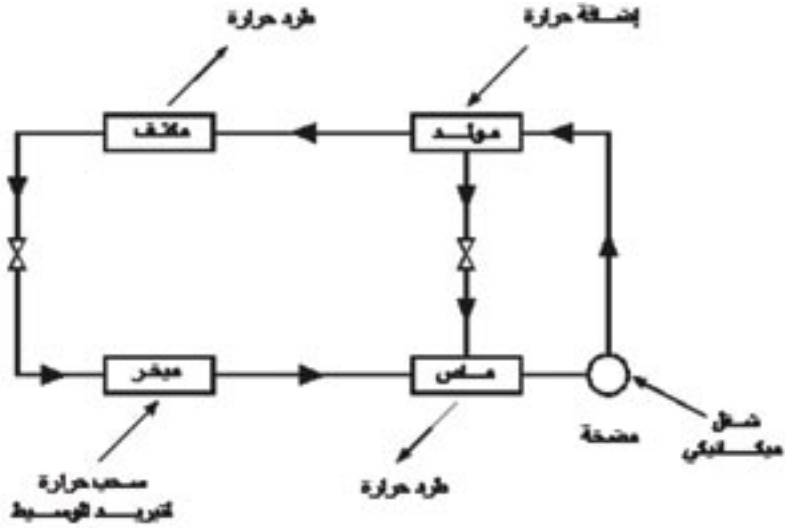 طرد حرارة
إضافة حرارة
مكثف
مولد
مبخر
ماص
شغل
ميكانيكي
مضخة
سحب حرارة
لتبريد الوسيط
طرد حرارة